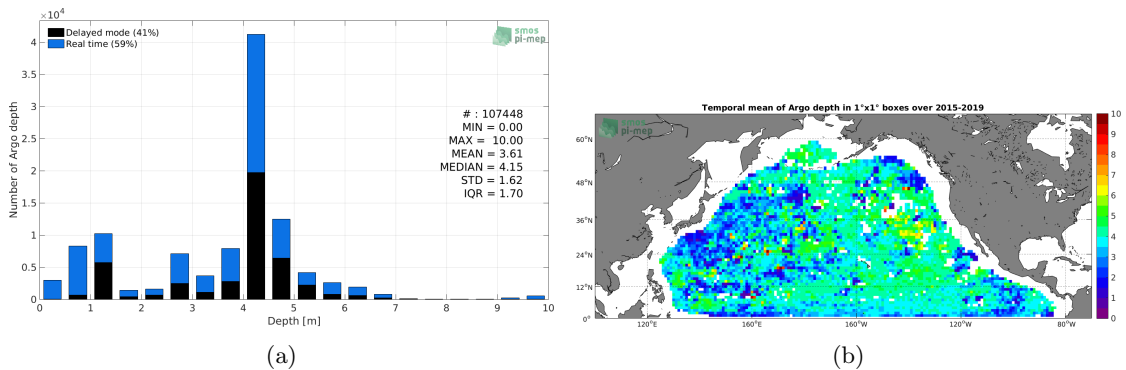 ×10⁴
Delayed mode (41%)
Real time (59%)
smos
pi-mep
4
3.5
3
2.5
2
1.5
1
0.5
0
Number of Argo depth
# : 107448
MIN = 0.00
MAX = 10.00
MEAN = 3.61
MEDIAN = 4.15
STD = 1.62
IQR = 1.70
0 1 2 3 4 5 6 7 8 9 10
Depth [m]
(a)
Temporal mean of Argo depth in 1°x1° boxes over 2015-2019
smos
pi-mep
60°N
48°N
36°N
24°N
12°N
0°
120°E 160°E 160°W 120°W 80°W
10
9
8
7
6
5
4
3
2
1
0
(b)